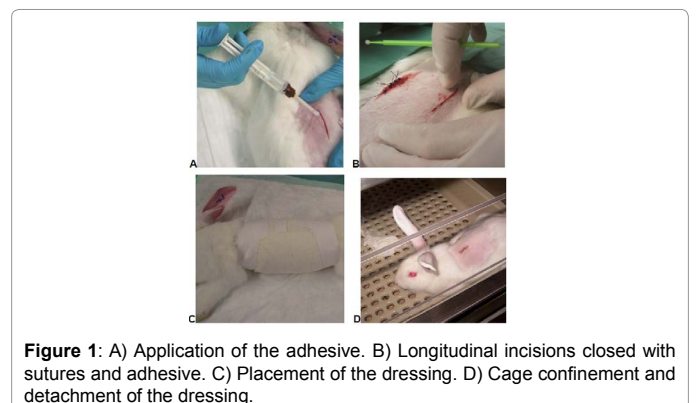 A
B
C
D
Figure 1: A) Application of the adhesive. B) Longitudinal incisions closed with
sutures and adhesive. C) Placement of the dressing. D) Cage confinement and
detachment of the dressing.